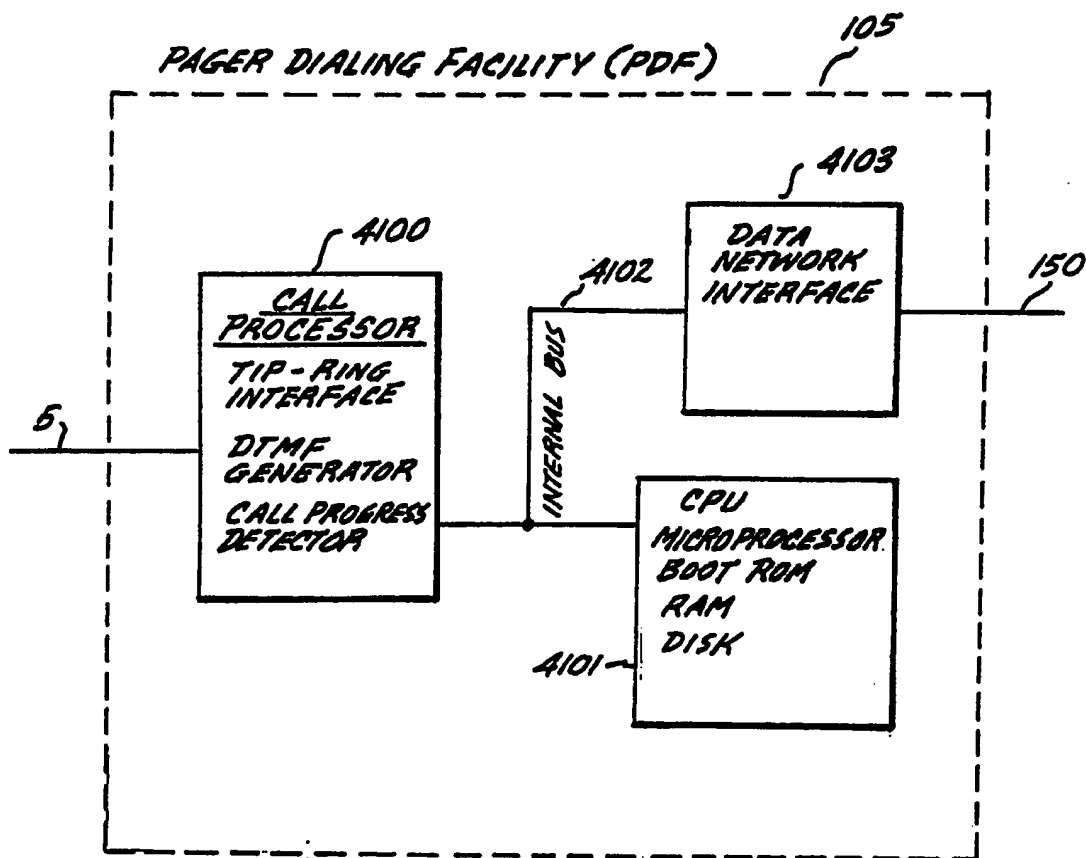 105
PAGER DIALING FACILITY (PDF)
4103
4100
DATA
NETWORK
INTERFACE
4102
150
CALL
PROCESSOR
TIP-RING
INTERFACE
DTMF
GENERATOR
CALL PROGRESS
DETECTOR
5
INTERNAL BUS
CPU
MICROPROCESSOR
BOOT ROM
RAM
DISK
4101